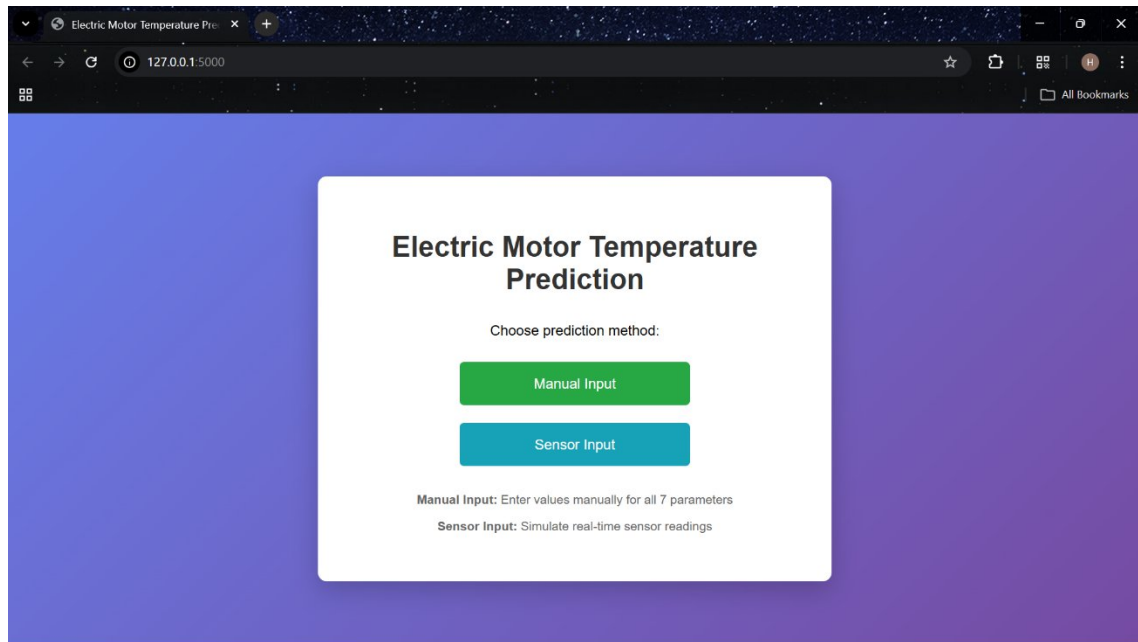 Electric Motor Temperature Pre
127.0.0.1:5000
H
All Bookmarks
Electric Motor Temperature
Prediction
Choose prediction method:
Manual Input
Sensor Input
Manual Input: Enter values manually for all 7 parameters
Sensor Input: Simulate real-time sensor readings